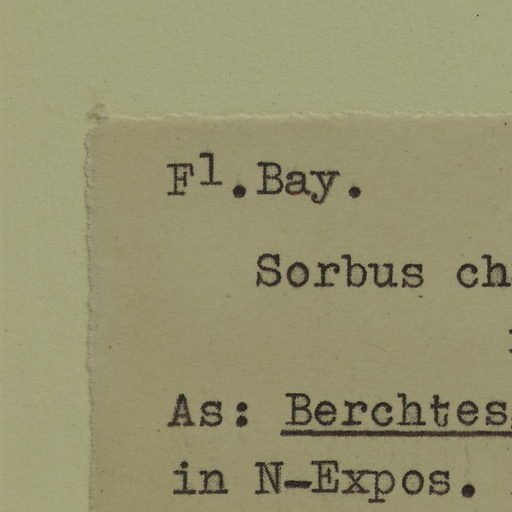 Fl.Bay.
Sorbus ch
As: Berchtes
in N-Expos.